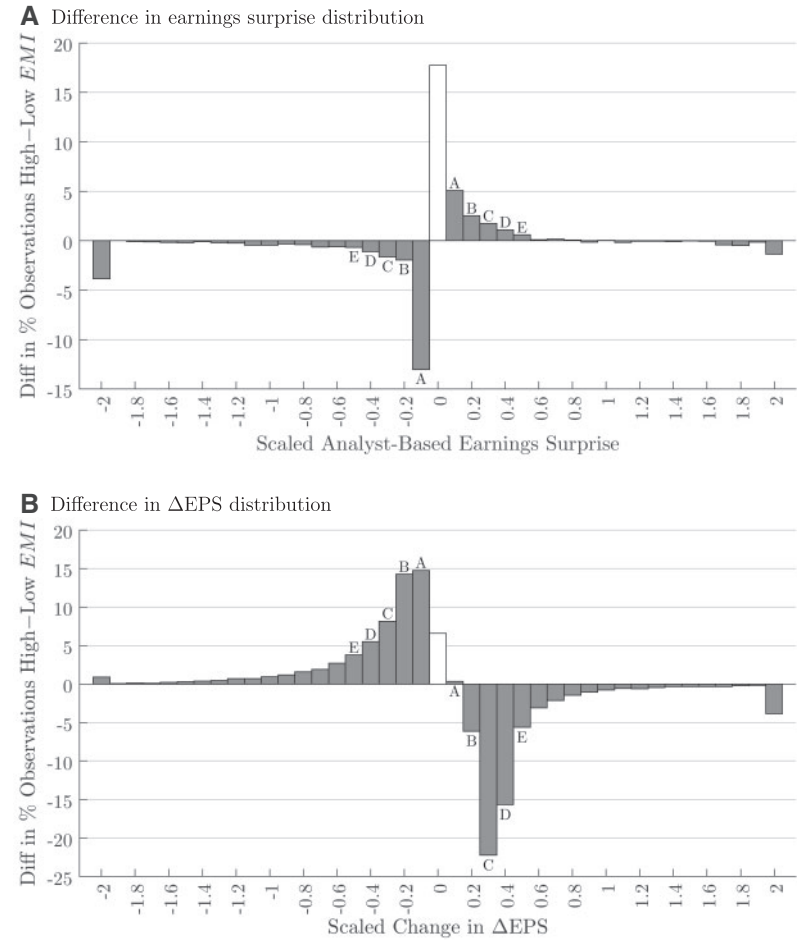 A Difference in earnings surprise distribution
Diff in % Observations High−Low EMI
20
15
10
5
0
-5
-10
-15
A
B
C
D
E
E
D
C
B
A
-2 -1.8 -1.6 -1.4 -1.2 -1 -0.8 -0.6 -0.4 -0.2 0 0.2 0.4 0.6 0.8 1 1.2 1.4 1.6 1.8 2
Scaled Analyst-Based Earnings Surprise
B Difference in ΔEPS distribution
Diff in % Observations High−Low EMI
20
15
10
5
0
-5
-10
-15
-20
-25
E
D
C
B
A
A
B
C
D
E
-2 -1.8 -1.6 -1.4 -1.2 -1 -0.8 -0.6 -0.4 -0.2 0 0.2 0.4 0.6 0.8 1 1.2 1.4 1.6 1.8 2
Scaled Change in ΔEPS